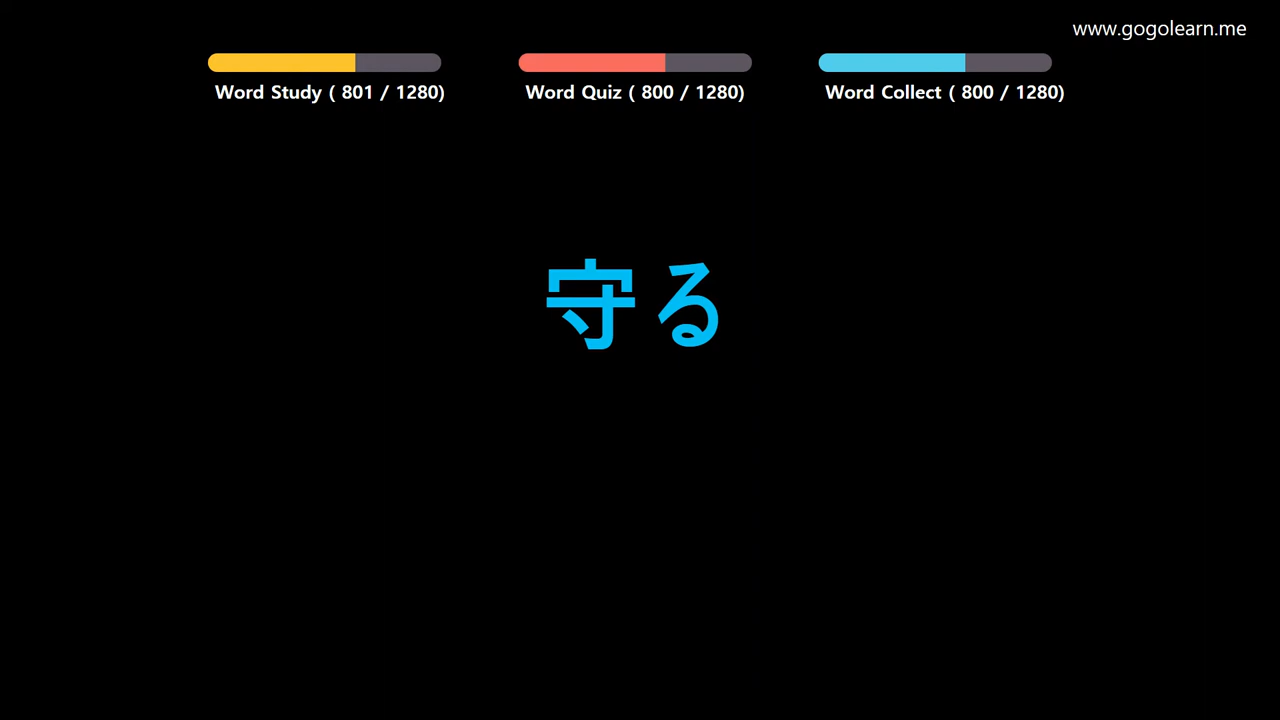 www.gogolearn.me
Word Study ( 801 / 1280)
Word Quiz ( 800 / 1280)
Word Collect ( 800 / 1280)
守る